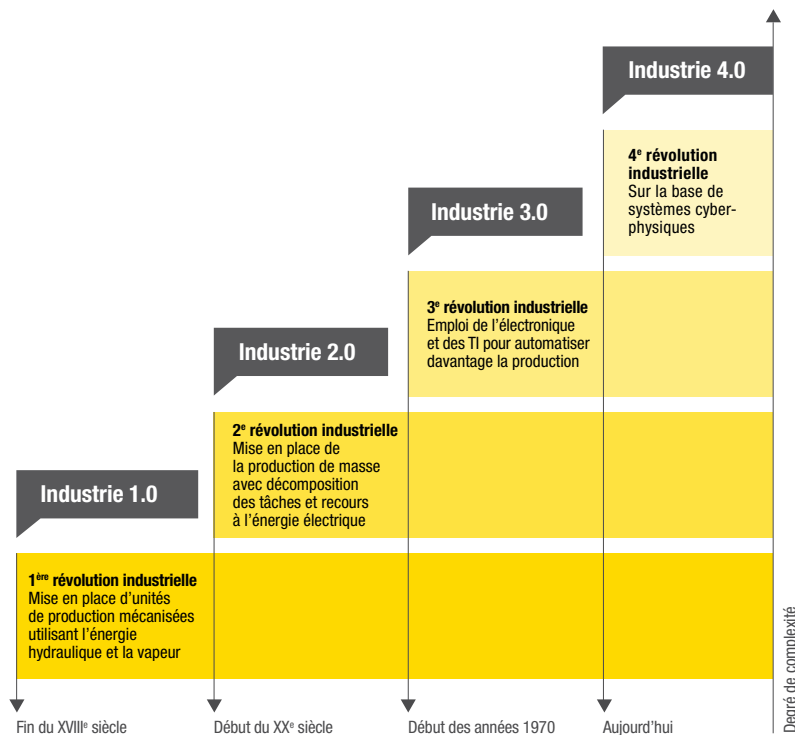 Industrie 4.0
4e révolution
industrielle
Sur la base de
systèmes cyber-
physiques
Industrie 3.0
3e révolution industrielle
Emploi de l’électronique
et des TI pour automatiser
davantage la production
Industrie 2.0
2e révolution industrielle
Mise en place de
la production de masse
avec décomposition
des tâches et recours
à l’énergie électrique
Industrie 1.0
1ère révolution industrielle
Mise en place d’unités
de production mécanisées
utilisant l’énergie
hydraulique et la vapeur
Fin du XVIIIe siècle
Début du XXe siècle
Début des années 1970
Aujourd’hui
Degré de complexité